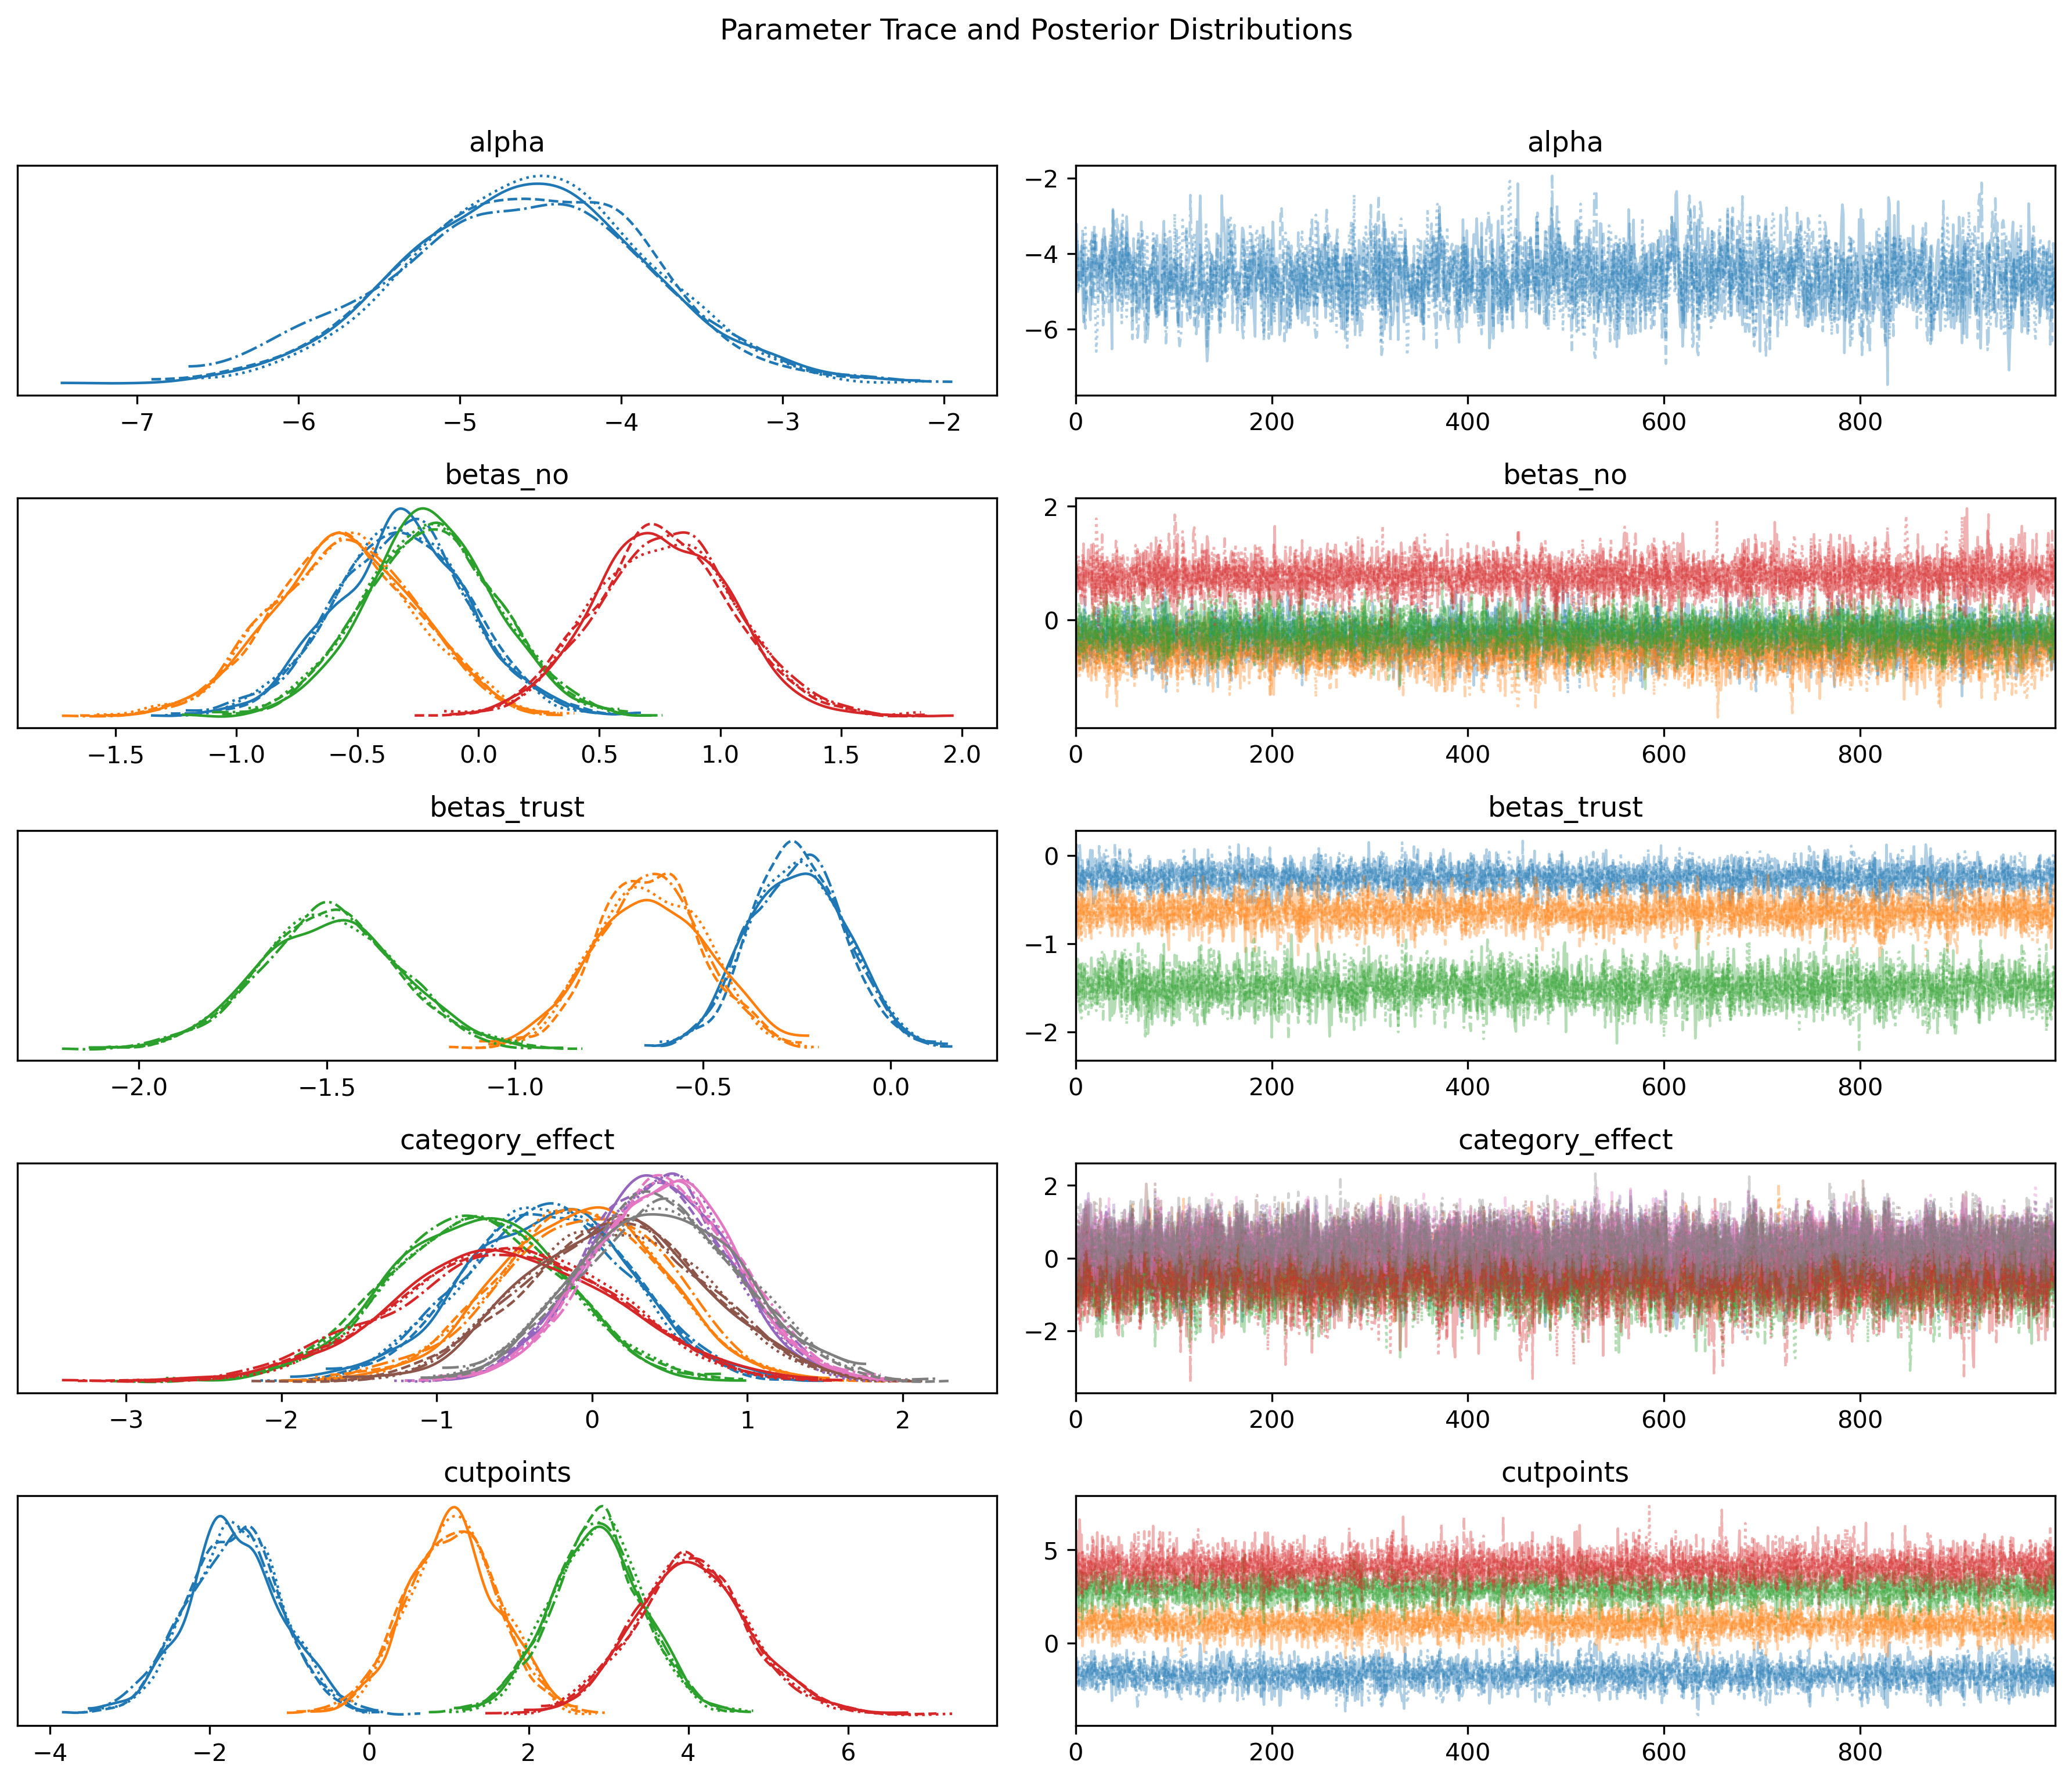 Parameter Trace and Posterior Distributions
alpha
alpha
−2
−4
−6
−7 −6 −5 −4 −3 −2
0 200 400 600 800
betas_no
betas_no
2
0
−1.5 −1.0 −0.5 0.0 0.5 1.0 1.5 2.0
0 200 400 600 800
betas_trust
betas_trust
0
−1
−2
−2.0 −1.5 −1.0 −0.5 0.0
0 200 400 600 800
category_effect
category_effect
2
0
−2
−3 −2 −1 0 1 2
0 200 400 600 800
cutpoints
cutpoints
5
0
−4 −2 0 2 4 6
0 200 400 600 800